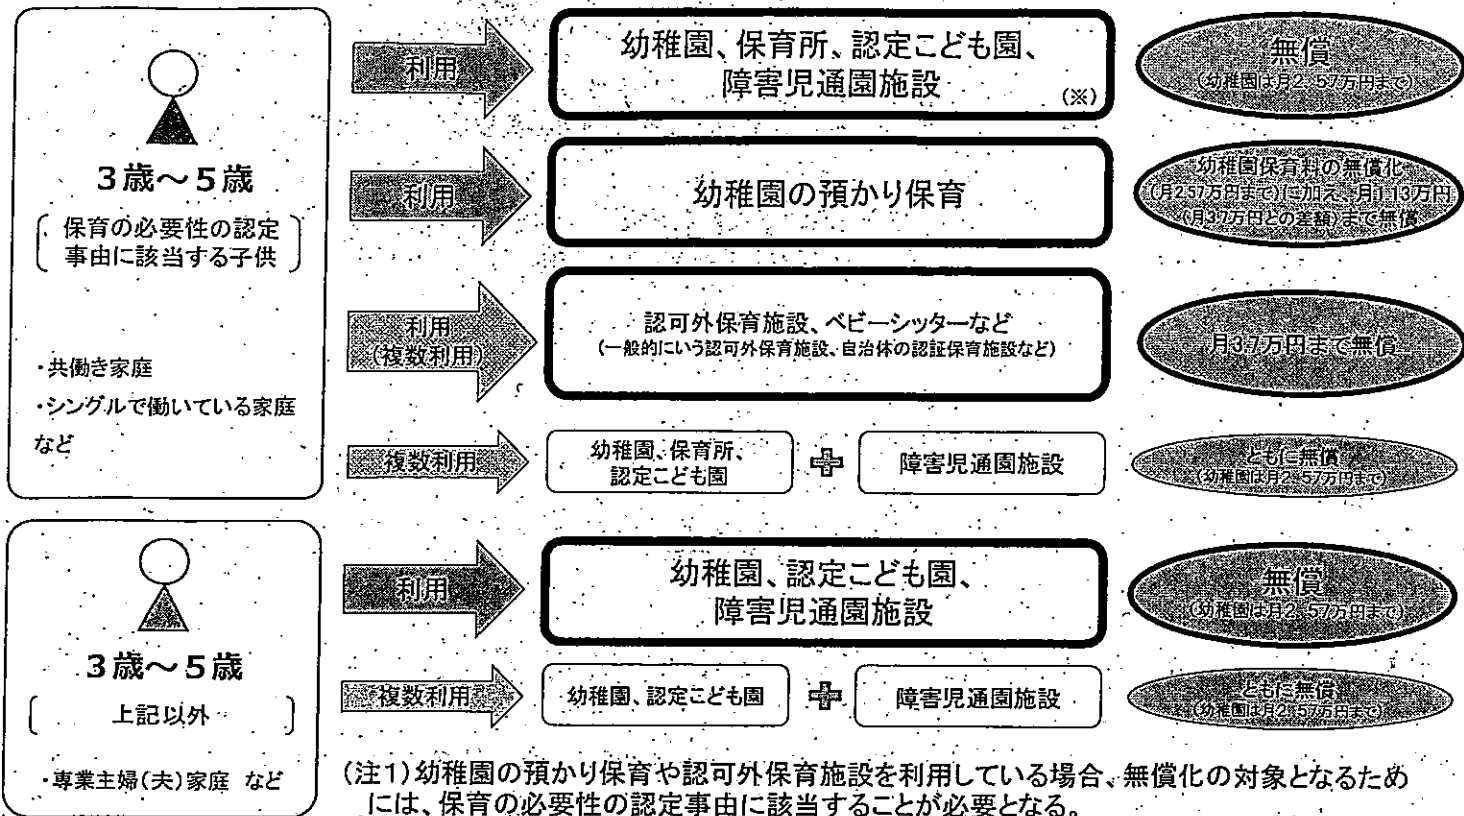 3歳～5歳
保育の必要性の認定
事由に該当する子供
・共働き家庭
・シングルで働いている家庭
など
利用
幼稚園、保育所、認定こども園、
障害児通園施設
(※)
無償
(幼稚園は月2.57万円まで)
利用
幼稚園の預かり保育
幼稚園保育料の無償化
(月2.57万円まで)に加え、月1.13万円
(月3.7万円との差額)まで無償
利用
(複数利用)
認可外保育施設、ベビーシッターなど
(一般的にいう認可外保育施設、自治体の認証保育施設など)
月3.7万円まで無償
複数利用
幼稚園、保育所、
認定こども園
障害児通園施設
ともに無償
(幼稚園は月2.57万円まで)
3歳～5歳
上記以外
・専業主婦(夫)家庭 など
利用
幼稚園、認定こども園、
障害児通園施設
無償
(幼稚園は月2.57万円まで)
複数利用
幼稚園、認定こども園
障害児通園施設
ともに無償
(幼稚園は月2.57万円まで)
(注1)幼稚園の預かり保育や認可外保育施設を利用している場合、無償化の対象となるため
には、保育の必要性の認定事由に該当することが必要となる。